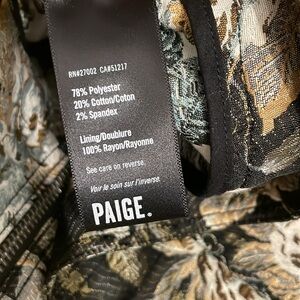 RN#27002 CA#51217
78% Polyester
20% Cotton/Coton
2% Spandex
Lining/Doublure
100% Rayon/Rayonne
See care on reverse.
Voir le soin sur l'inverse.
PAIGE.